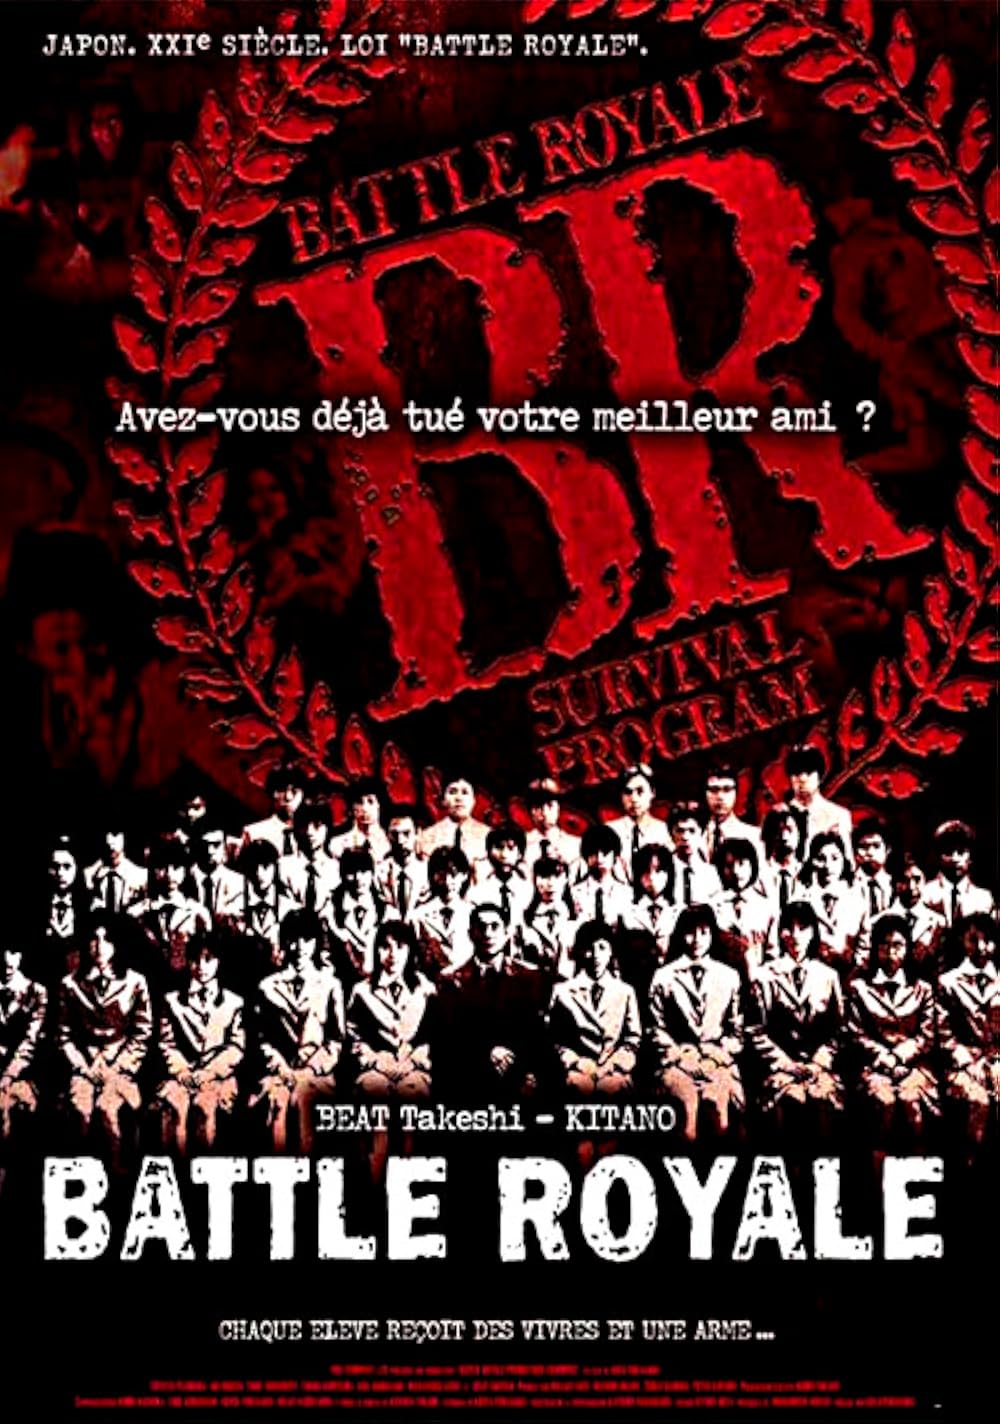 JAPON. XXIe SIÈCLE. LOI "BATTLE ROYALE".
BATTLE ROYALE
BR
Avez-vous déjà tué votre meilleur ami ?
SURVIVAL
PROGRAM
BEAT Takeshi - KITANO
BATTLE ROYALE
CHAQUE ELEVE REÇOIT DES VIVRES ET UNE ARME...